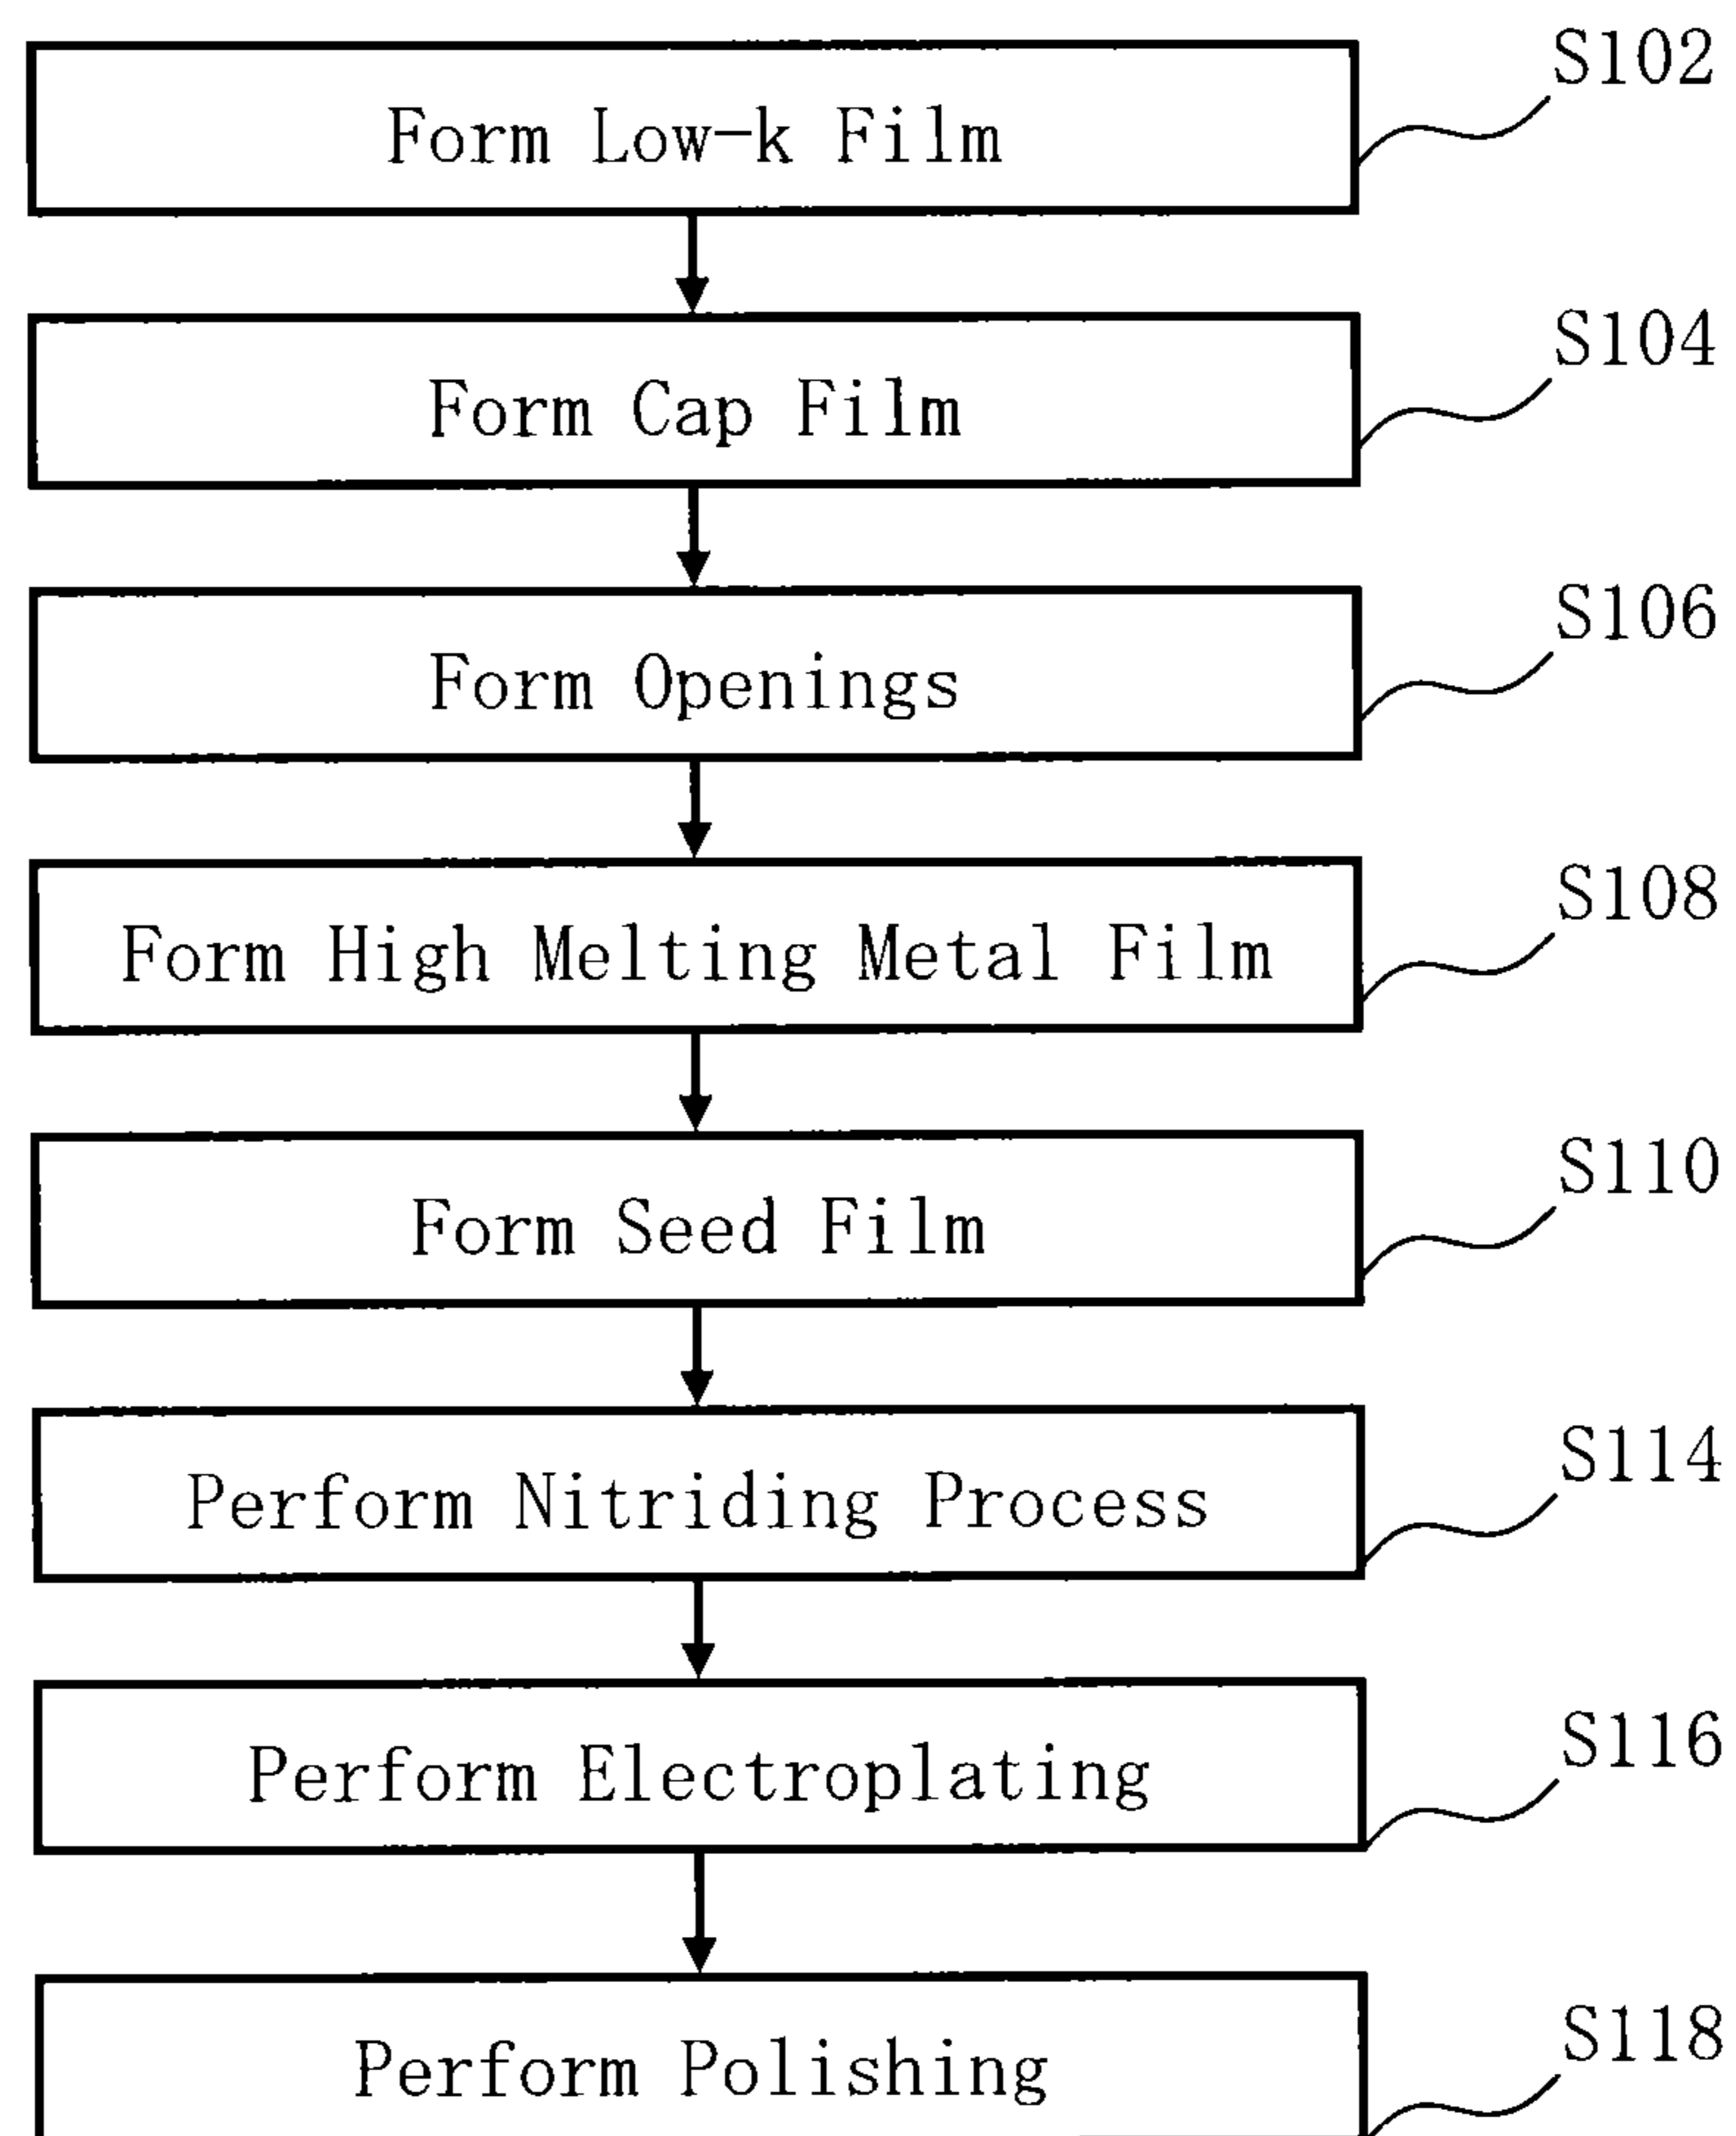 S102
Form Low-k Film
S104
Form Cap Film
S106
Form Openings
S108
Form High Melting Metal Film
S110
Form Seed Film
S114
Perform Nitriding Process
S116
Perform Electroplating
S118
Perform Polishing